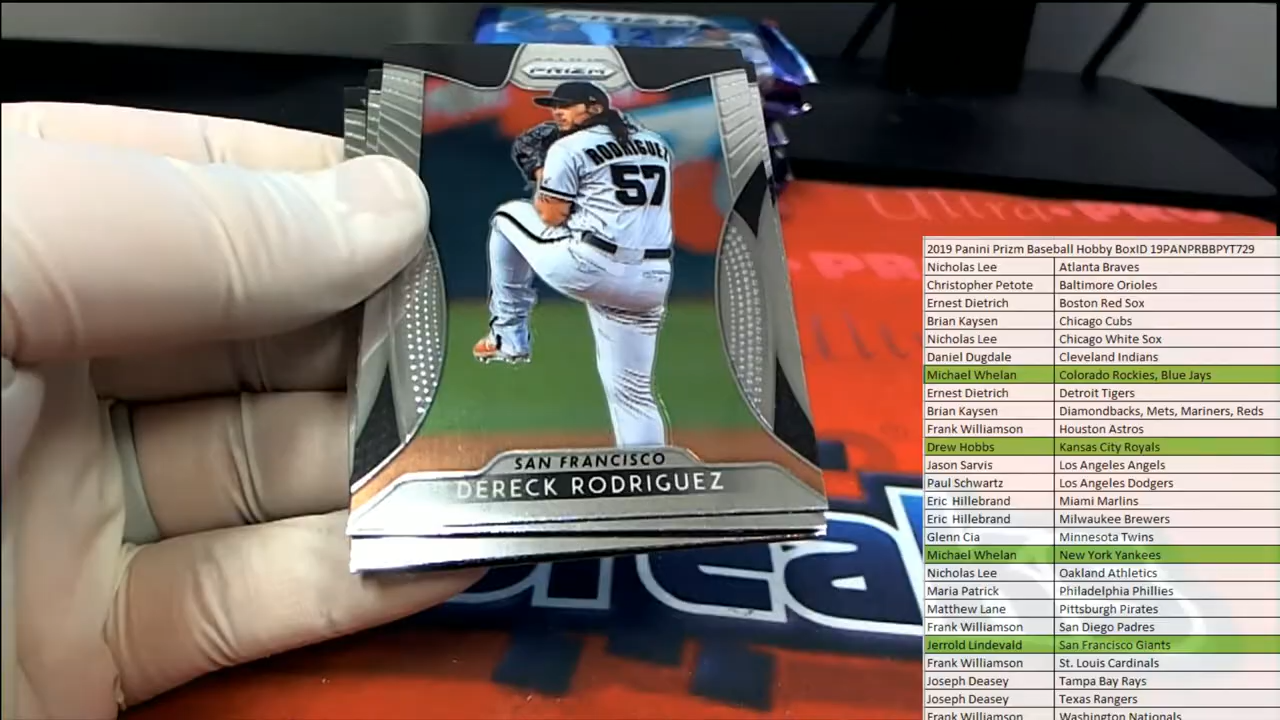 PRIZM
PRIZM
RODRIGUEZ
57
SAN FRANCISCO
DERECK RODRIGUEZ
Ultra-PRO
2019 Panini Prizm Baseball Hobby BoxID 19PANPRBBPYT729
Nicholas Lee Atlanta Braves
Christopher Petote Baltimore Orioles
Ernest Dietrich Boston Red Sox
Brian Kaysen Chicago Cubs
Nicholas Lee Chicago White Sox
Daniel Dugdale Cleveland Indians
Michael Whelan Colorado Rockies, Blue Jays
Ernest Dietrich Detroit Tigers
Brian Kaysen Diamondbacks, Mets, Mariners, Reds
Frank Williamson Houston Astros
Drew Hobbs Kansas City Royals
Jason Sarvis Los Angeles Angels
Paul Schwartz Los Angeles Dodgers
Eric Hillebrand Miami Marlins
Eric Hillebrand Milwaukee Brewers
Glenn Cia Minnesota Twins
Michael Whelan New York Yankees
Nicholas Lee Oakland Athletics
Maria Patrick Philadelphia Phillies
Matthew Lane Pittsburgh Pirates
Frank Williamson San Diego Padres
Jerrold Lindevald San Francisco Giants
Frank Williamson St. Louis Cardinals
Joseph Deasey Tampa Bay Rays
Joseph Deasey Texas Rangers
Frank Williamson Washington Nationals